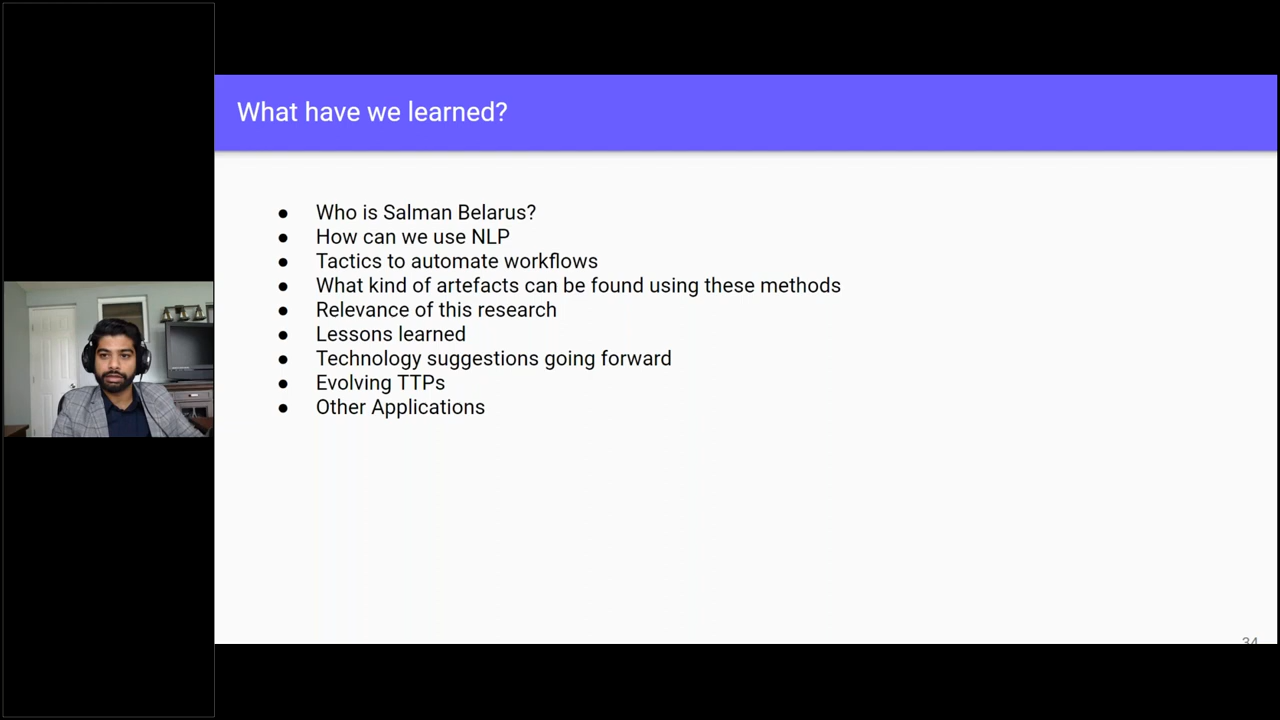 What have we learned?
● Who is Salman Belarus?
● How can we use NLP
● Tactics to automate workflows
● What kind of artefacts can be found using these methods
● Relevance of this research
● Lessons learned
● Technology suggestions going forward
● Evolving TTPs
● Other Applications
34